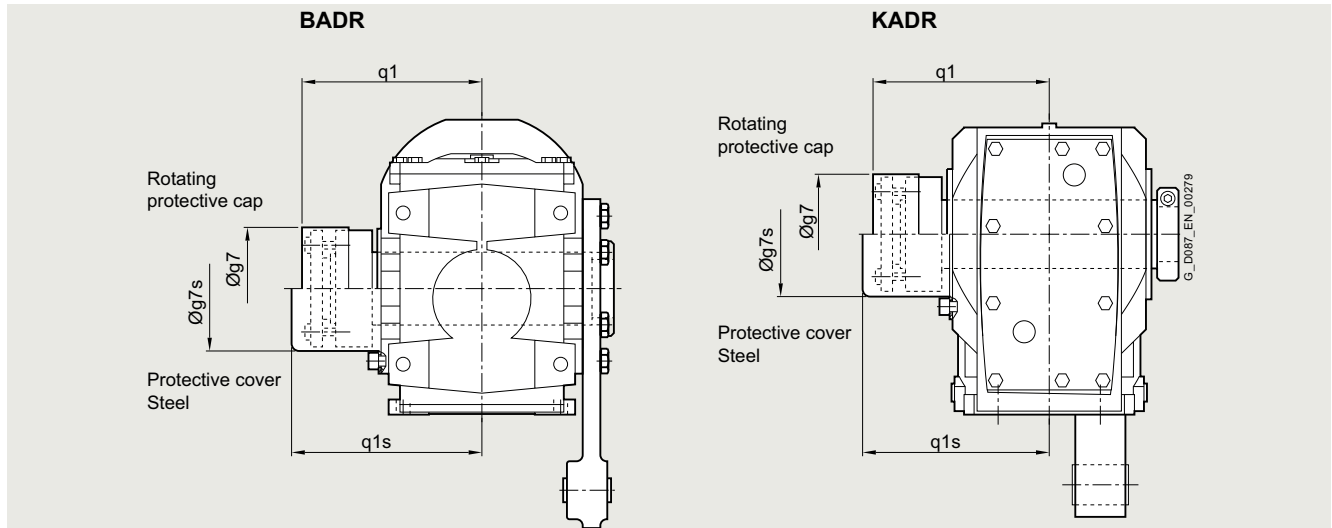 BADR
q1
Rotating
protective cap
Øg7
Øg7s
Protective cover
Steel
q1s
KADR
q1
Rotating
protective cap
Øg7
Øg7s
Protective cover
Steel
q1s
G_D087_EN_00279